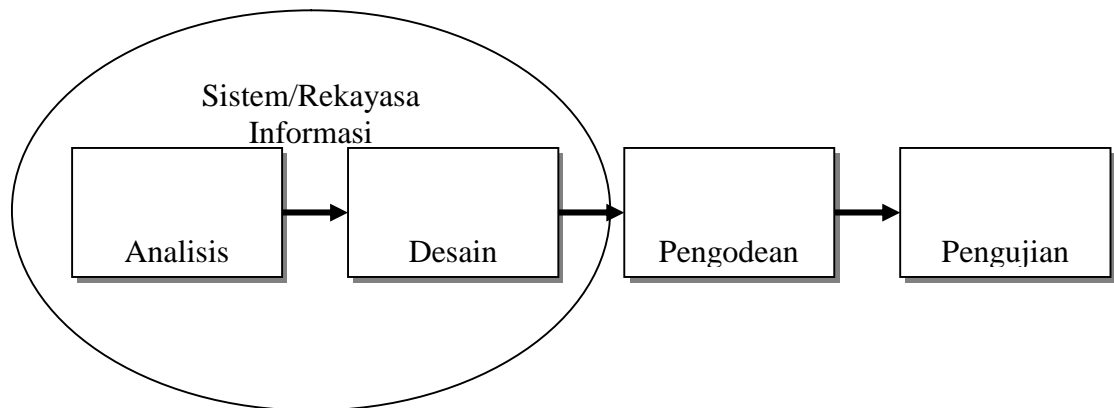 Sistem/Rekayasa
Informasi
Analisis
Desain
Pengodean
Pengujian